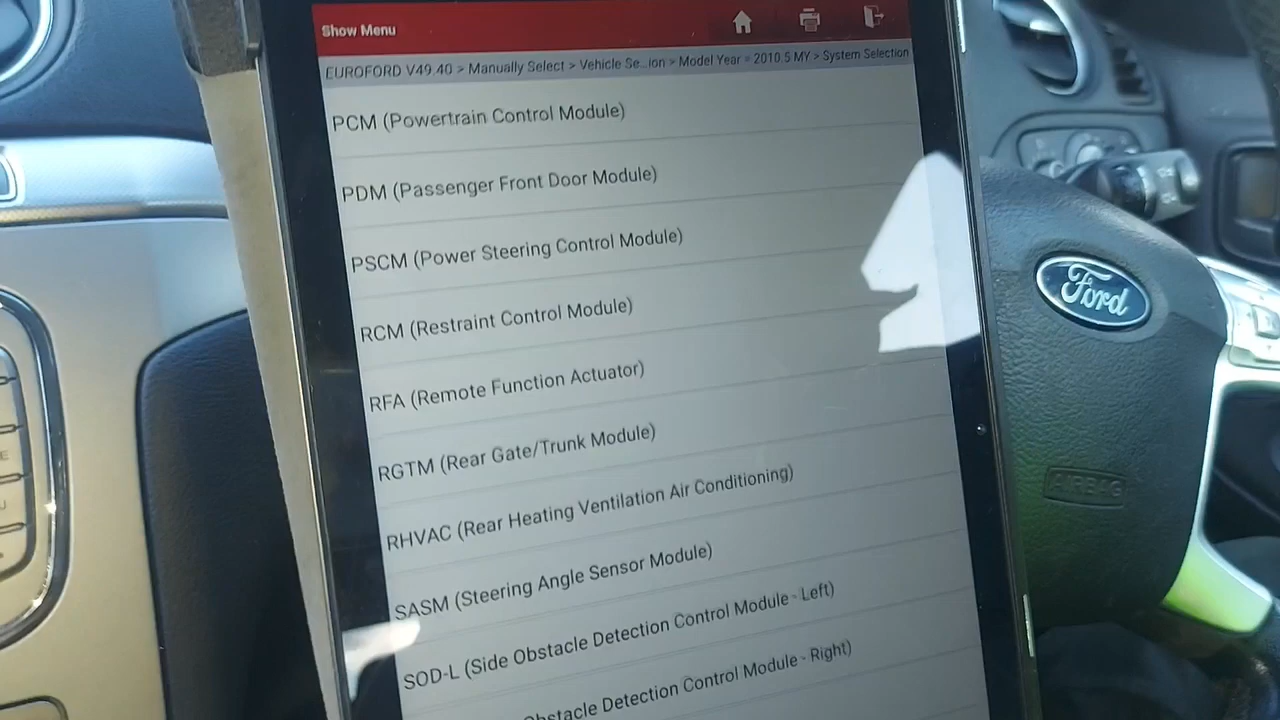 Show Menu
EUROFORD V49.40 > Manually Select > Vehicle Se...ion > Model Year = 2010.5 MY > System Selection
PCM (Powertrain Control Module)
PDM (Passenger Front Door Module)
PSCM (Power Steering Control Module)
RCM (Restraint Control Module)
RFA (Remote Function Actuator)
RGTM (Rear Gate/Trunk Module)
RHVAC (Rear Heating Ventilation Air Conditioning)
SASM (Steering Angle Sensor Module)
SOD-L (Side Obstacle Detection Control Module - Left)
Obstacle Detection Control Module - Right)
Ford
AIRBAG